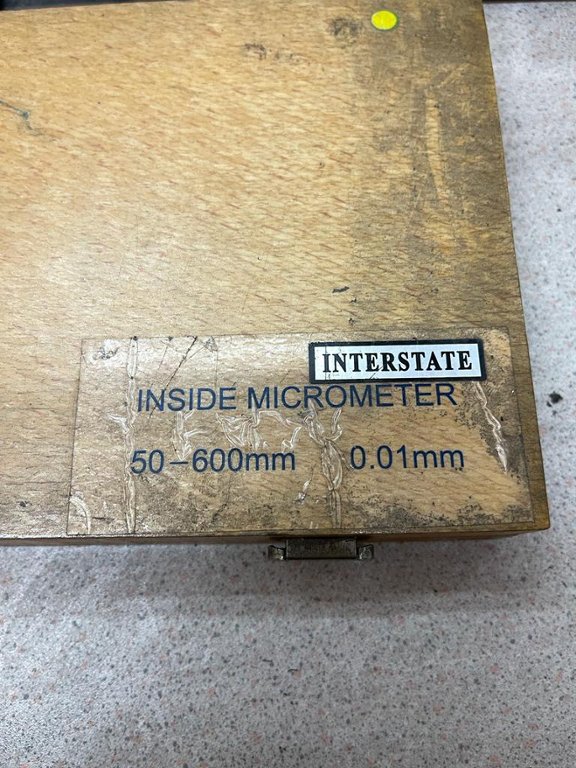 INTERSTATE
INSIDE MICROMETER
50–600mm 0.01mm